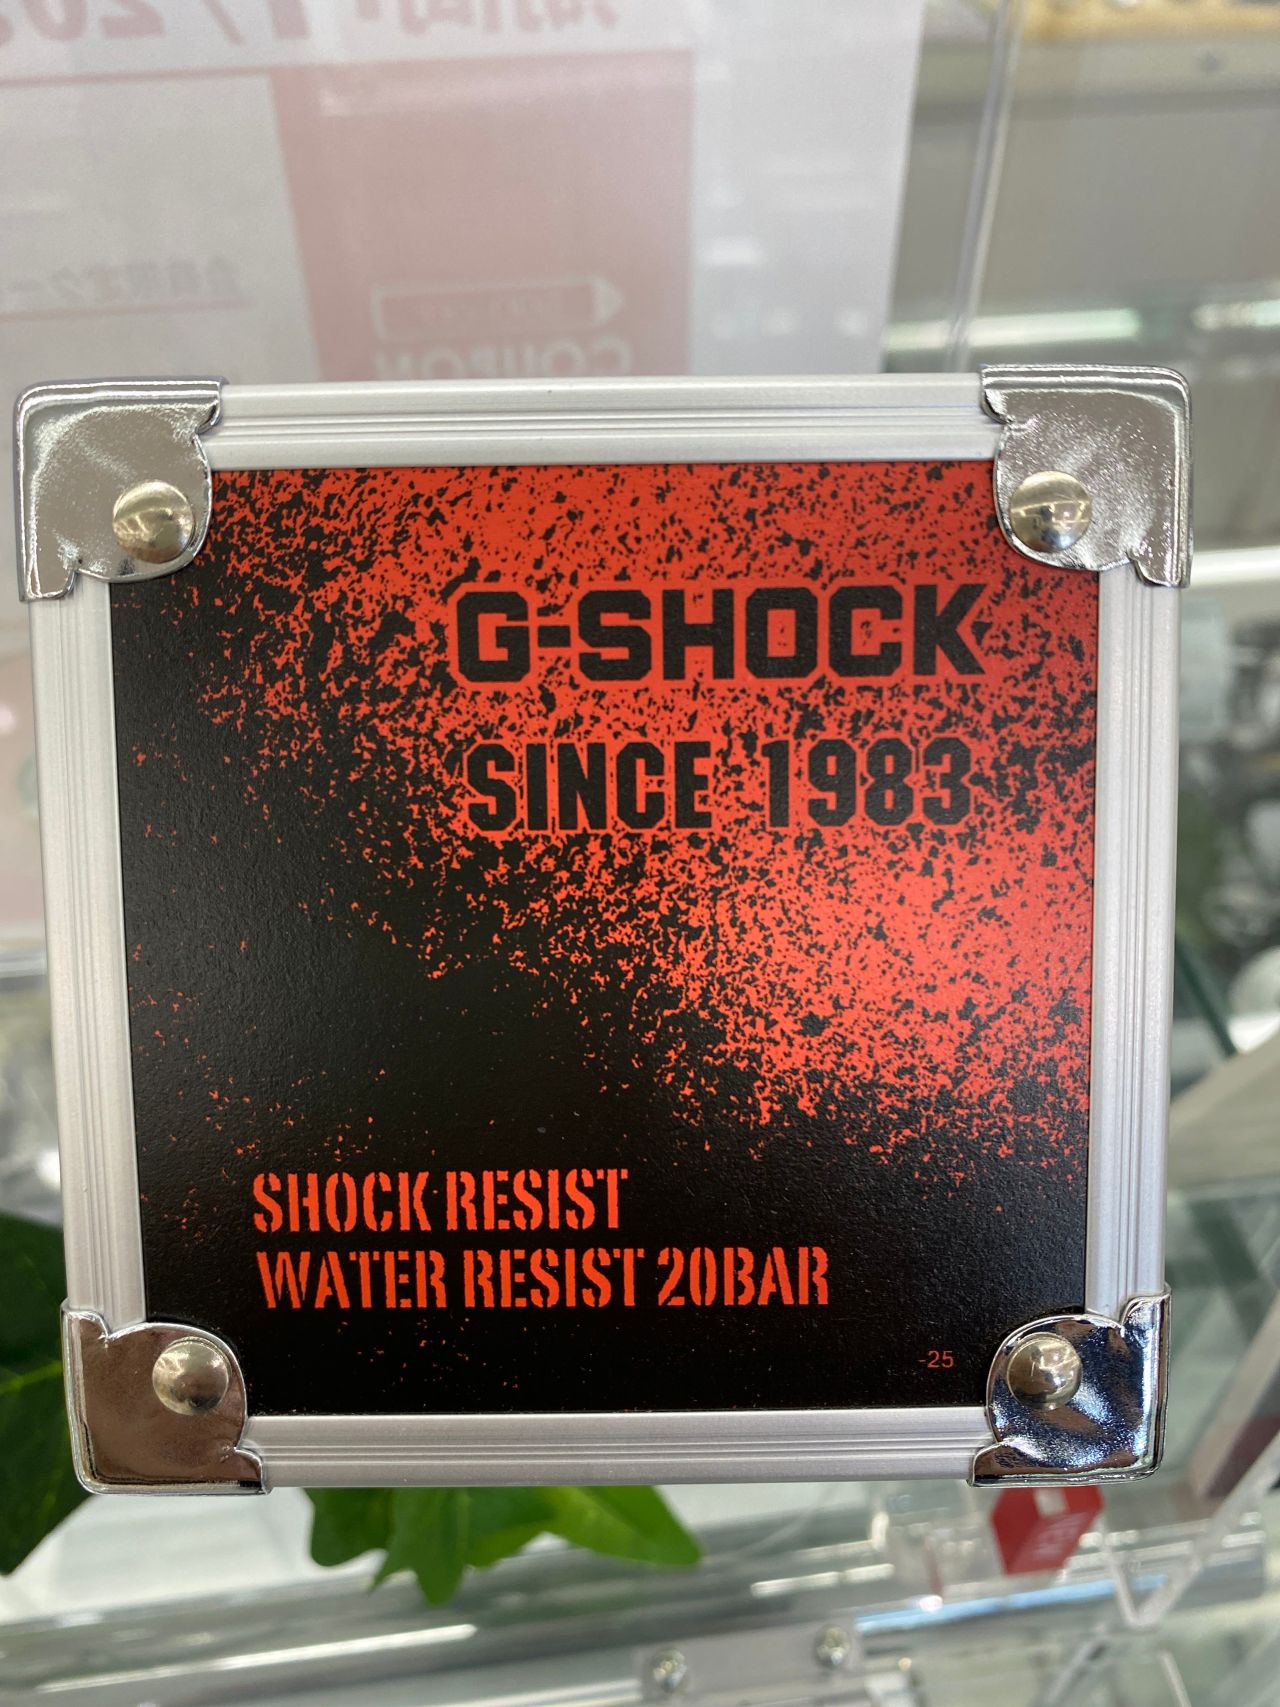 G-SHOCK
SINCE 1983
SHOCK RESIST
WATER RESIST 20BAR
-25